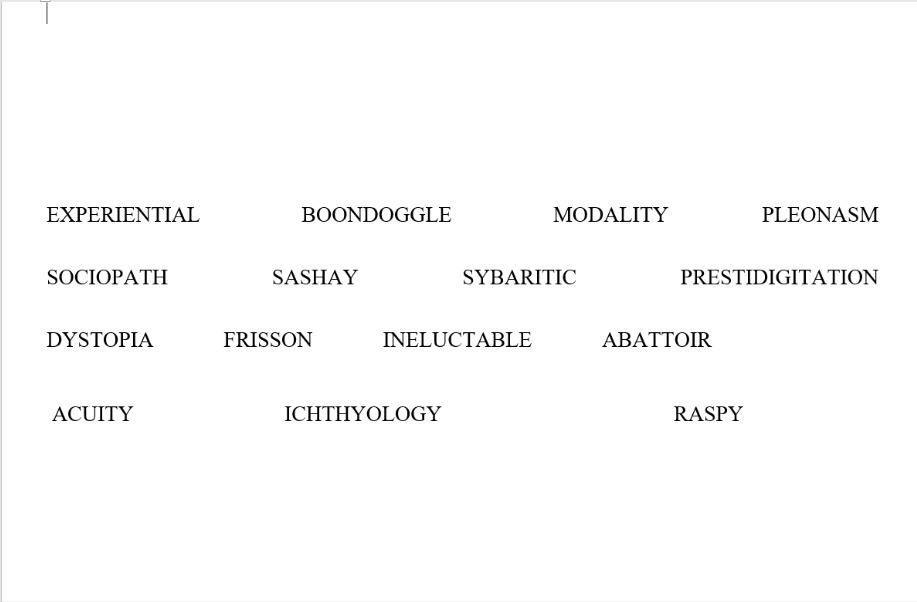 EXPERIENTIAL BOONDOGGLE MODALITY PLEONASM
SOCIOPATH SASHAY SYBARITIC PRESTIDIGITATION
DYSTOPIA FRISSON INELUCTABLE ABATTOIR
ACUITY ICHTHYOLOGY RASPY